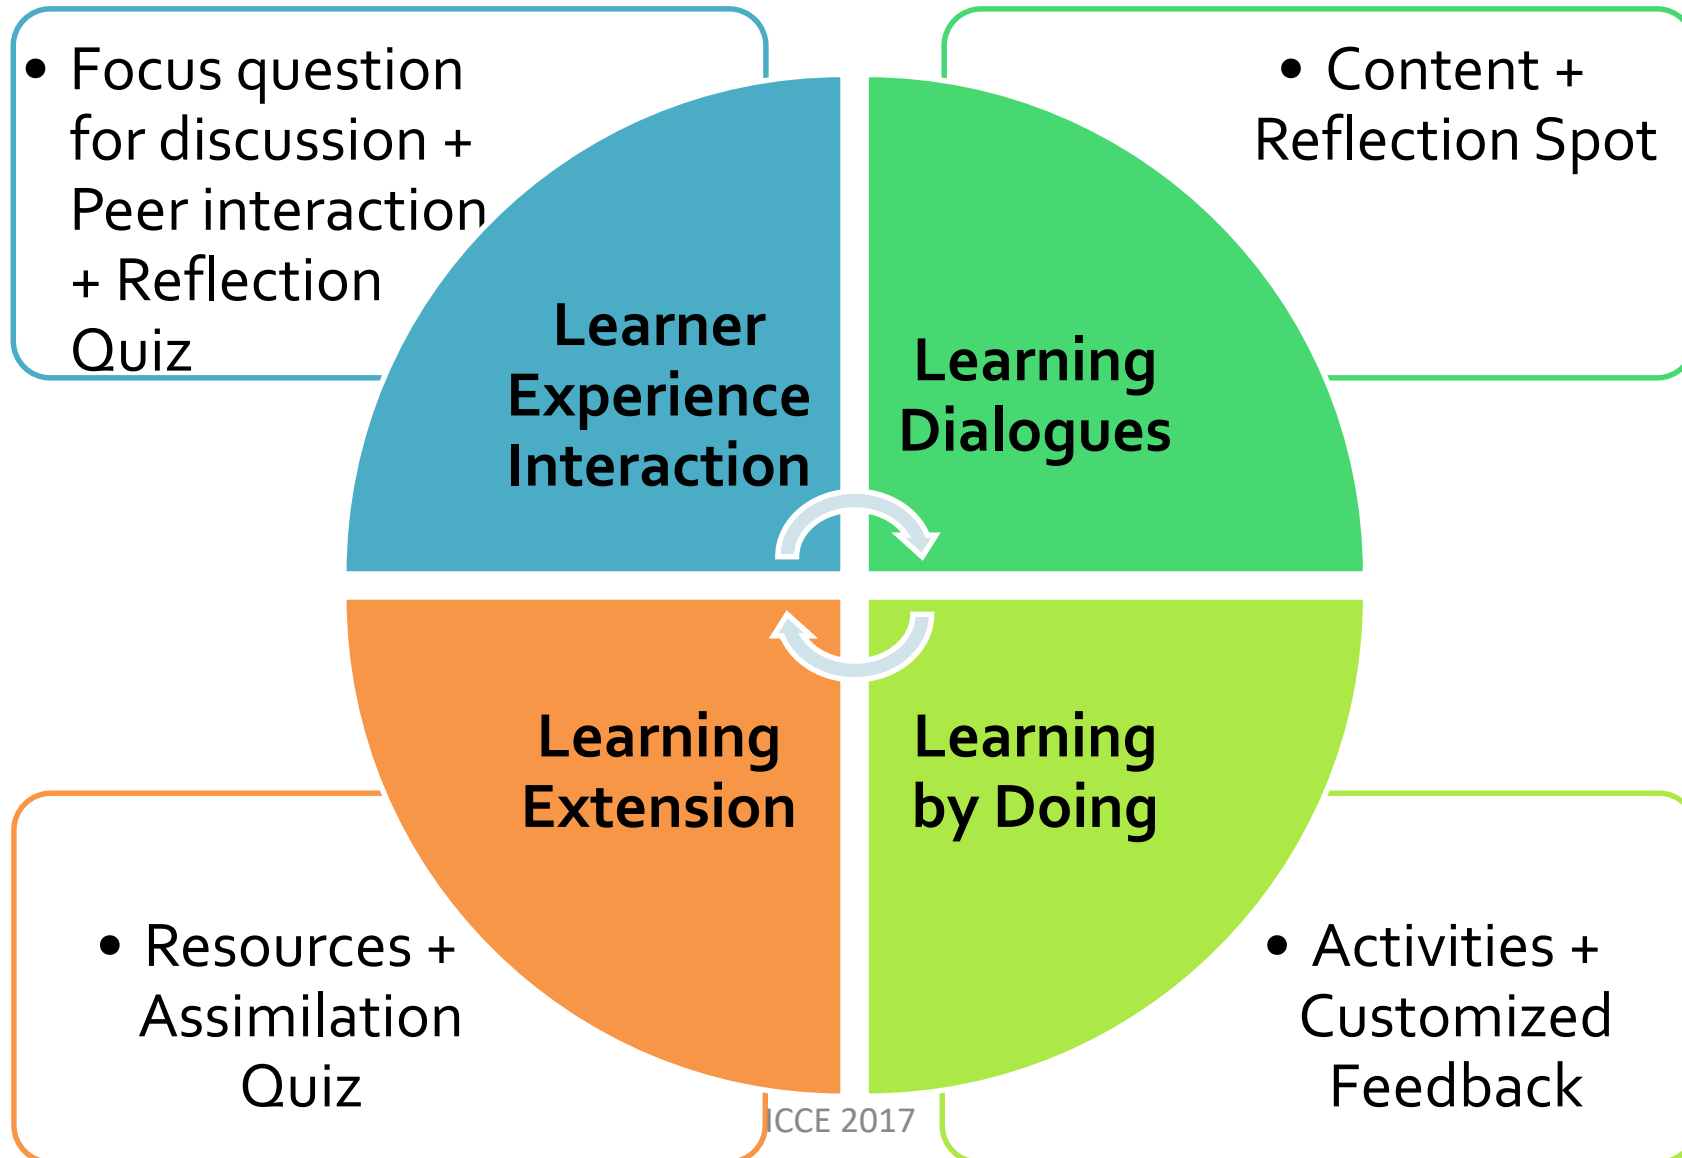 • Focus question
for discussion +
Peer interaction
+ Reflection
Quiz
• Content +
Reflection Spot
Learner
Experience
Interaction
Learning
Dialogues
Learning
Extension
Learning
by Doing
• Resources +
Assimilation
Quiz
• Activities +
Customized
Feedback
ICCE 2017